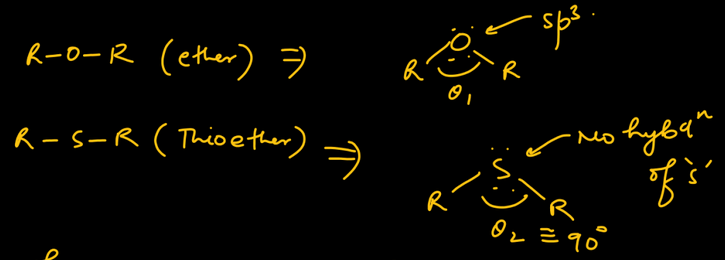 R-O-R (ether) ⇒
sp³.
O
R R
θ₁
R-S-R (Thioether) ⇒
No hybdⁿ
of 's'
S
R R
θ₂ ≡ 90°
R